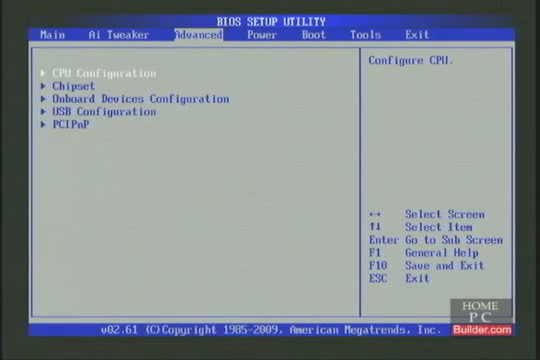 BIOS SETUP UTILITY
Main Ai Tweaker Advanced Power Boot Tools Exit
CPU Configuration
Chipset
Onboard Devices Configuration
USB Configuration
PCIPnP
Configure CPU.
↔ Select Screen
↑↓ Select Item
Enter Go to Sub Screen
F1 General Help
F10 Save and Exit
ESC Exit
v02.61 (C)Copyright 1985-2009, American Megatrends, Inc.
HOME
PC
Builder.com